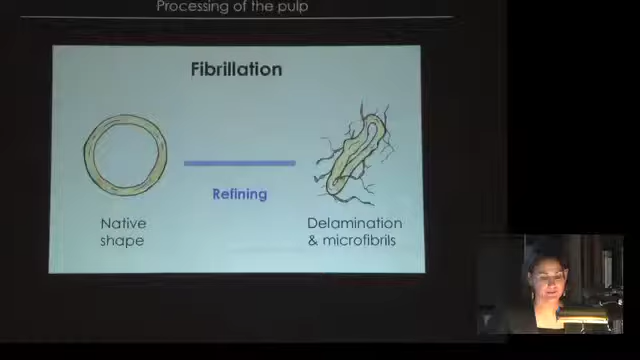 Processing of the pulp
Fibrillation
Refining
Native
shape
Delamination
& microfibrils